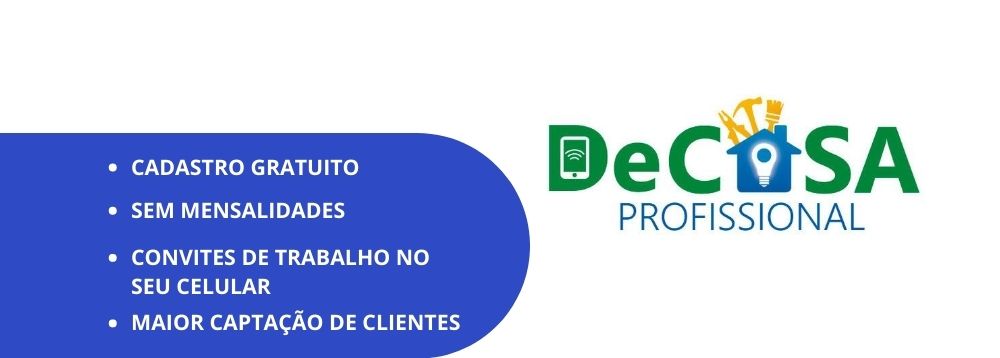 • CADASTRO GRATUITO
• SEM MENSALIDADES
• CONVITES DE TRABALHO NO
SEU CELULAR
• MAIOR CAPTAÇÃO DE CLIENTES
DeCASA
PROFISSIONAL